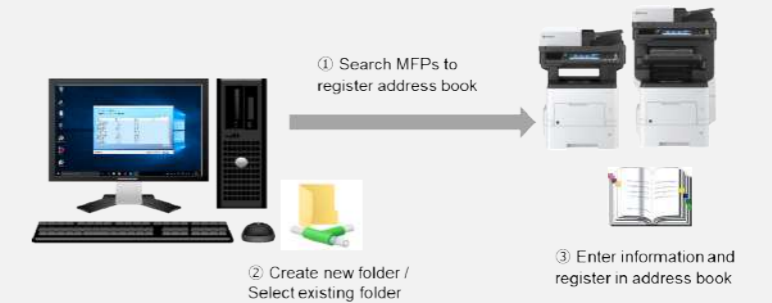 ① Search MFPs to
register address book
② Create new folder /
Select existing folder
③ Enter information and
register in address book